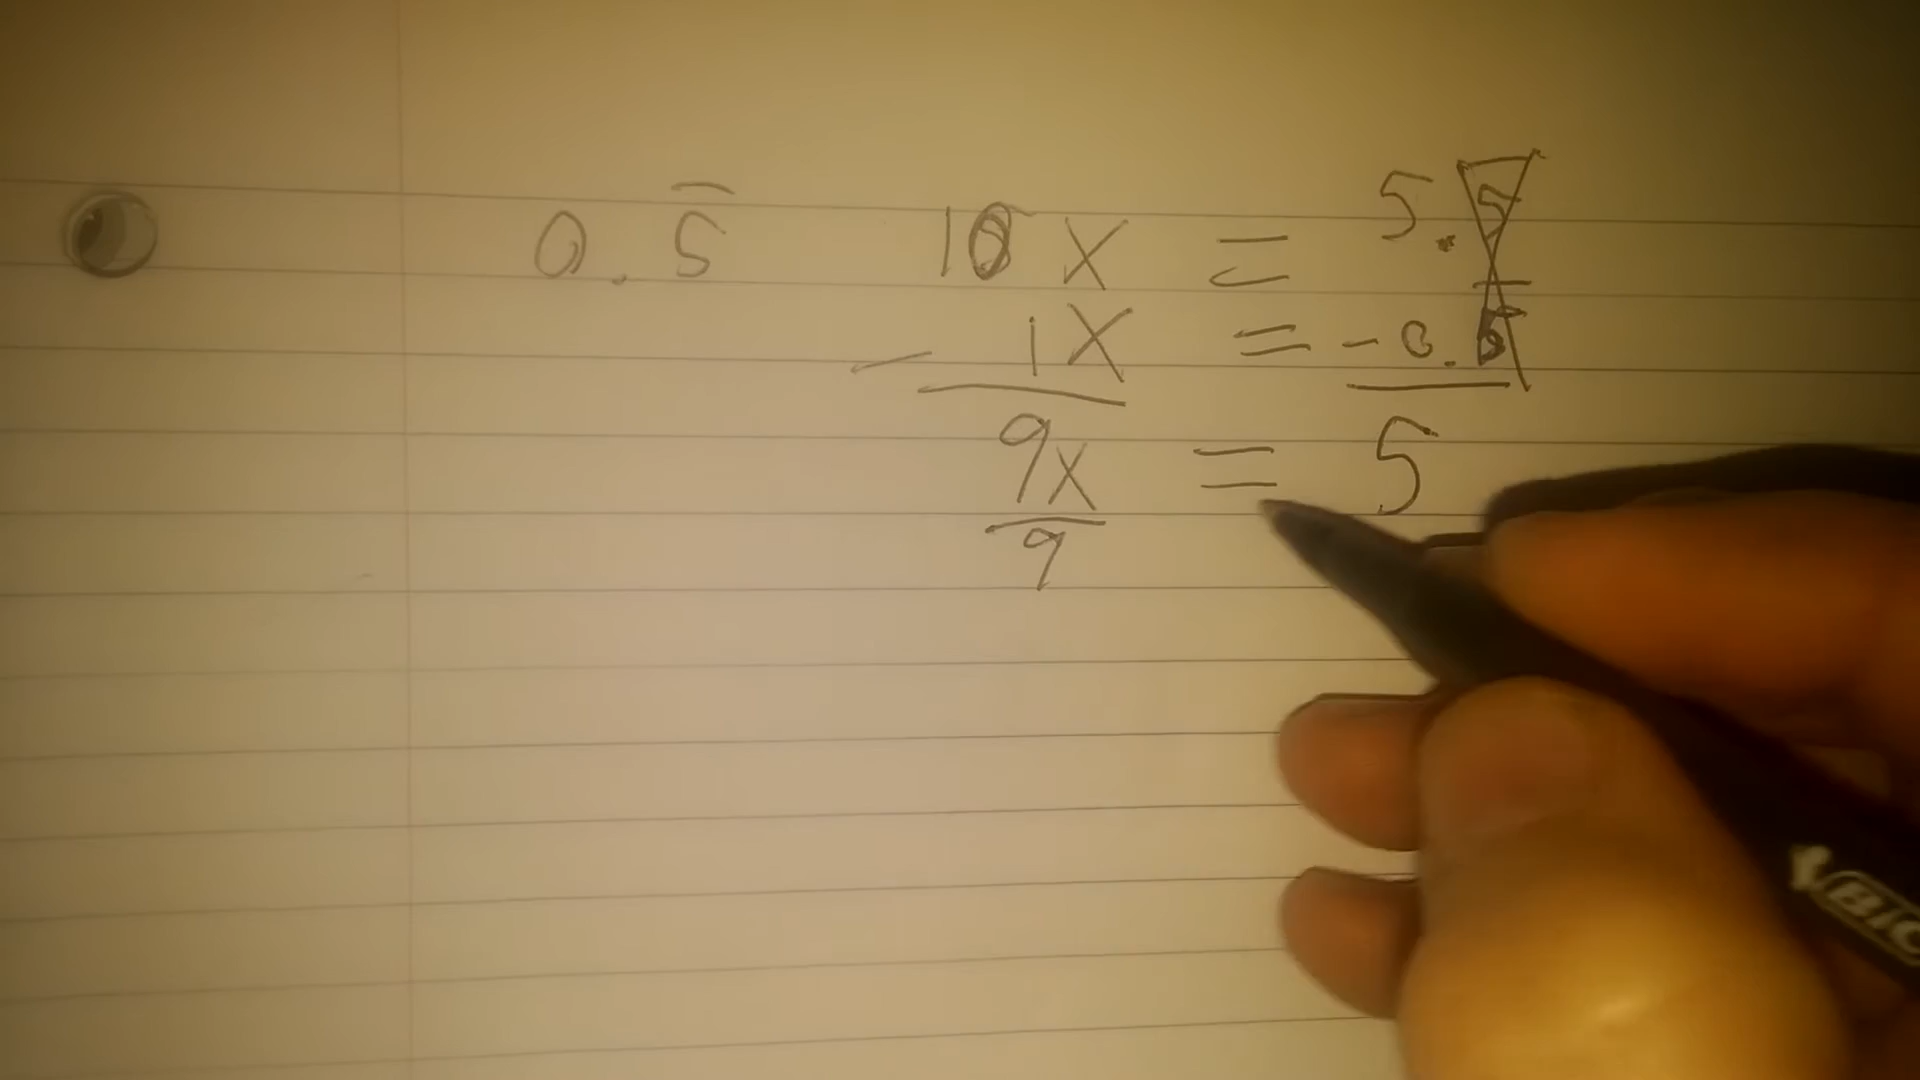 0.5̅ 10x = 5.5̅
- 1x = -0.5̅
9x = 5
9
BIC